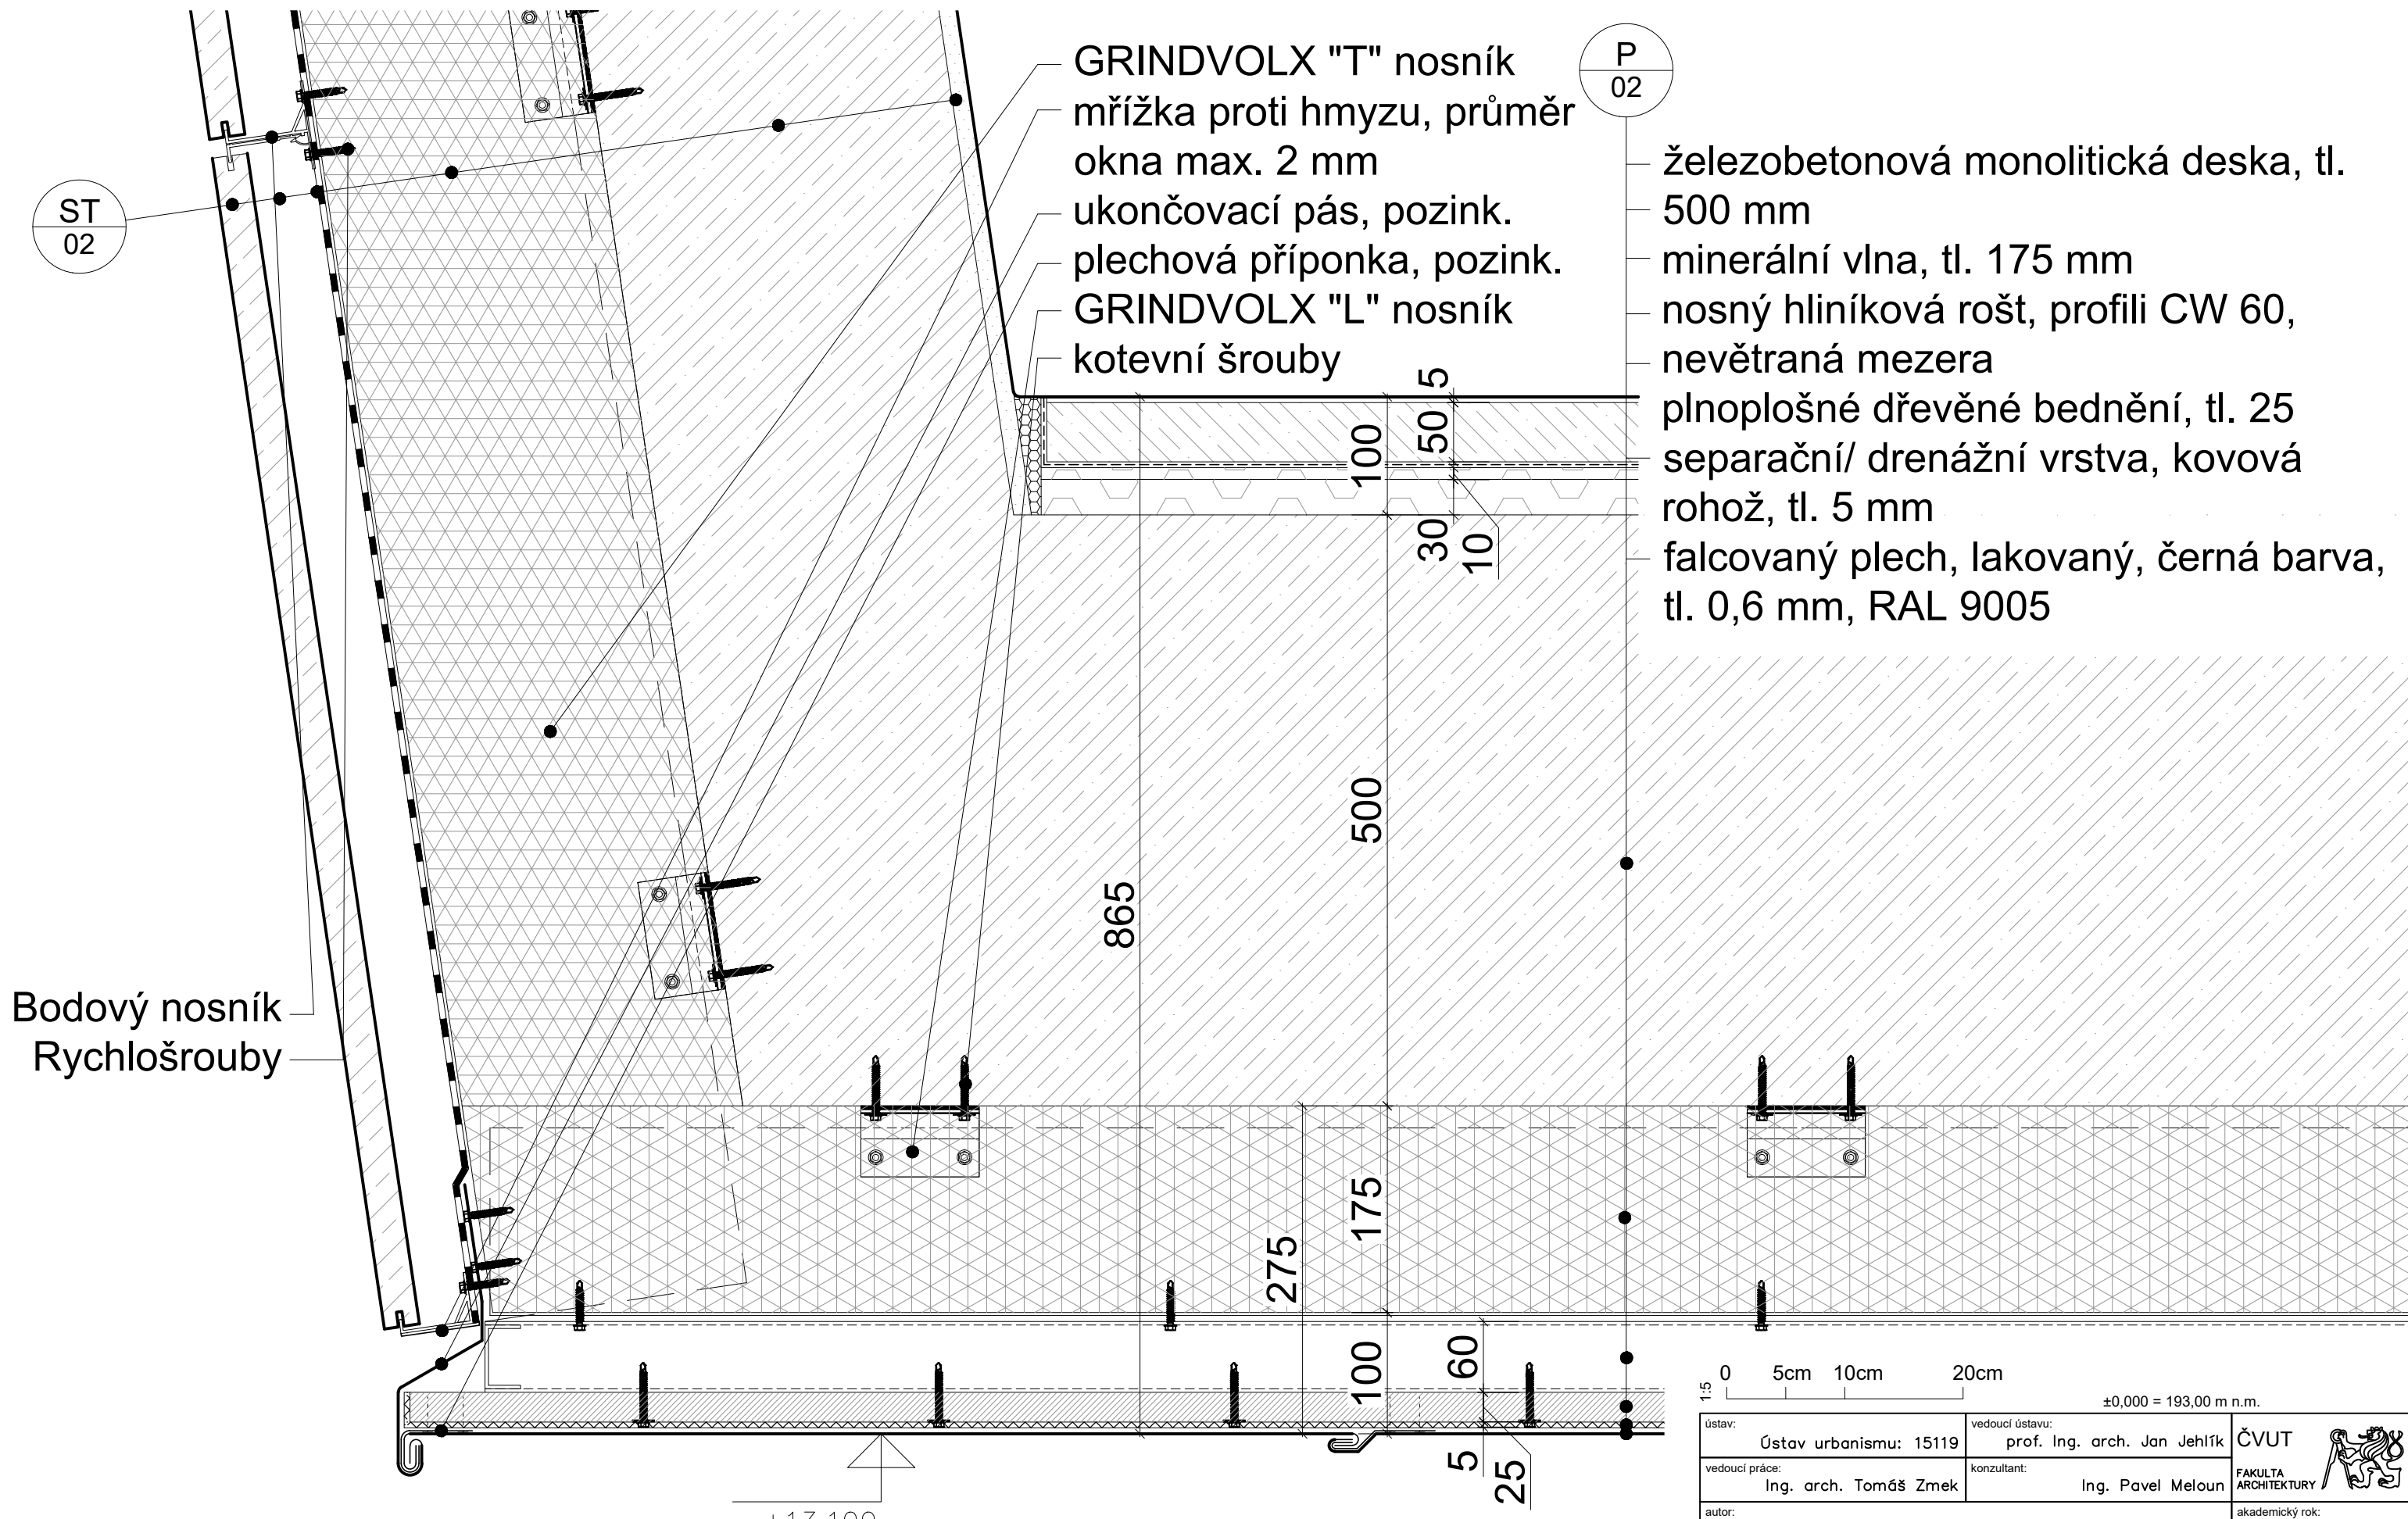 GRINDVOLX "T" nosník
mřížka proti hmyzu, průměr
okna max. 2 mm
ukončovací pás, pozink.
plechová příponka, pozink.
GRINDVOLX "L" nosník
kotevní šrouby
P
02
železobetonová monolitická deska, tl.
500 mm
minerální vlna, tl. 175 mm
nosný hliníková rošt, profili CW 60,
nevětraná mezera
plnoplošné dřevěné bednění, tl. 25
separační/ drenážní vrstva, kovová
rohož, tl. 5 mm
falcovaný plech, lakovaný, černá barva,
tl. 0,6 mm, RAL 9005
ST
02
5
50
100
30
10
500
865
Bodový nosník
Rychlošrouby
175
275
60
100
5
25
1:5
0 5cm 10cm 20cm
±0,000 = 193,00 m n.m.
ústav:
Ústav urbanismu: 15119
vedoucí ústavu:
prof. Ing. arch. Jan Jehlík
ČVUT
FAKULTA
ARCHITEKTURY
vedoucí práce:
Ing. arch. Tomáš Zmek
konzultant:
Ing. Pavel Meloun
autor:
akademický rok: